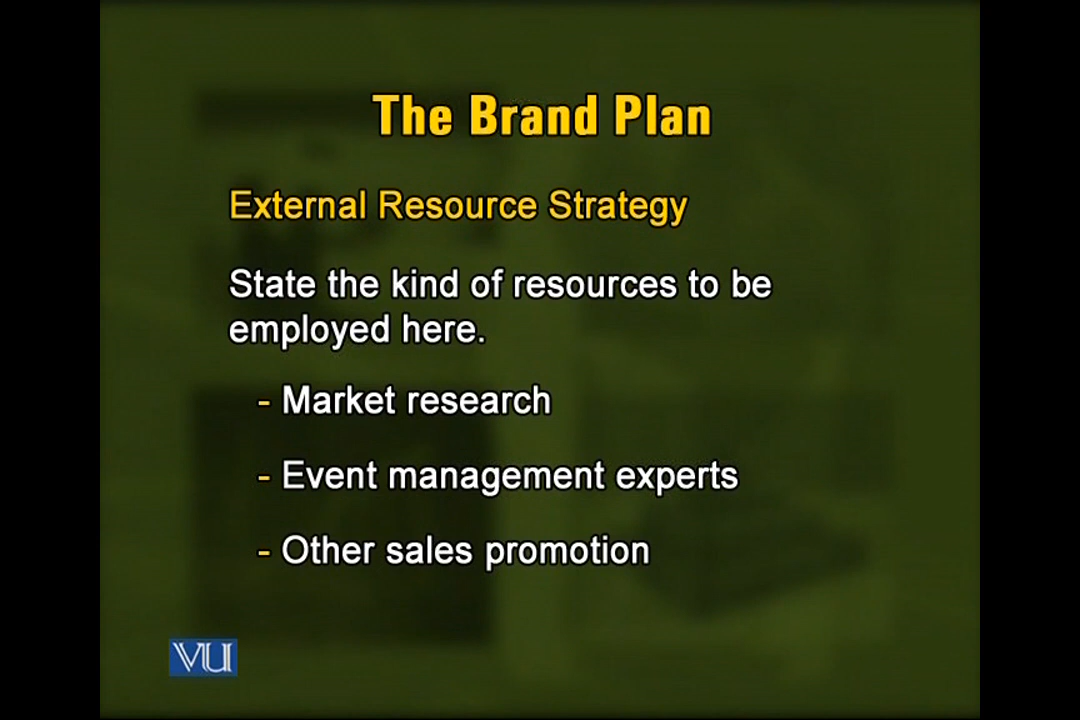 The Brand Plan
External Resource Strategy
State the kind of resources to be
employed here.
- Market research
- Event management experts
- Other sales promotion
VU